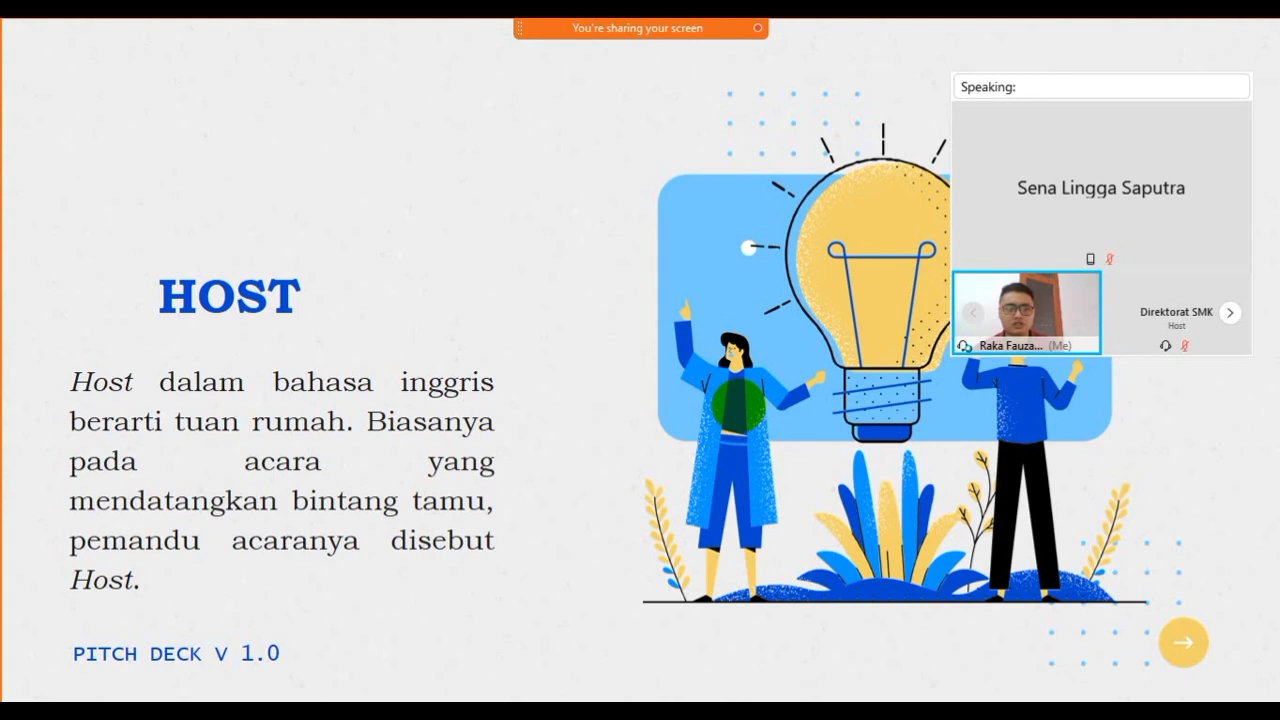 You're sharing your screen
Speaking:
Sena Lingga Saputra
Raka Fauza... (Me)
Direktorat SMK
Host
HOST
Host dalam bahasa inggris
berarti tuan rumah. Biasanya
pada acara yang
mendatangkan bintang tamu,
pemandu acaranya disebut
Host.
PITCH DECK V 1.0